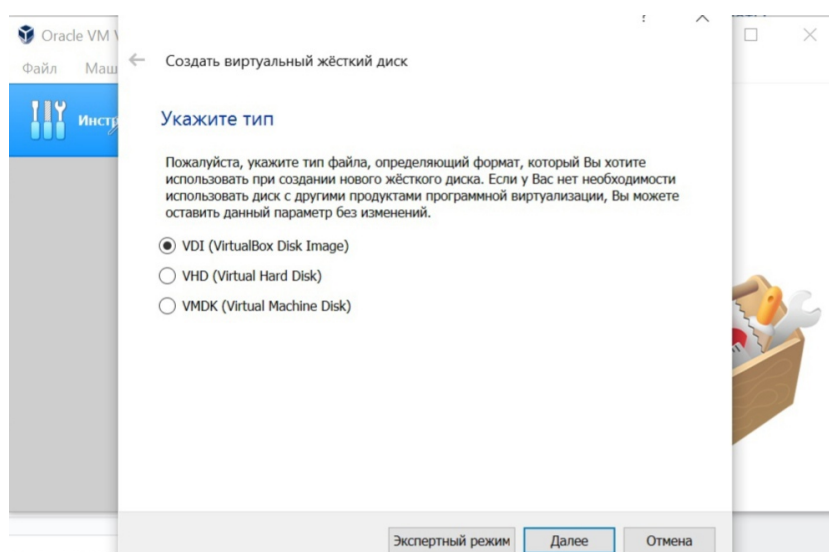 Oracle VM
Файл Маш
Создать виртуальный жёсткий диск
Инстр
Укажите тип
Пожалуйста, укажите тип файла, определяющий формат, который Вы хотите
использовать при создании нового жёсткого диска. Если у Вас нет необходимости
использовать диск с другими продуктами программной виртуализации, Вы можете
оставить данный параметр без изменений.
VDI (VirtualBox Disk Image)
VHD (Virtual Hard Disk)
VMDK (Virtual Machine Disk)
Экспертный режим Далее Отмена